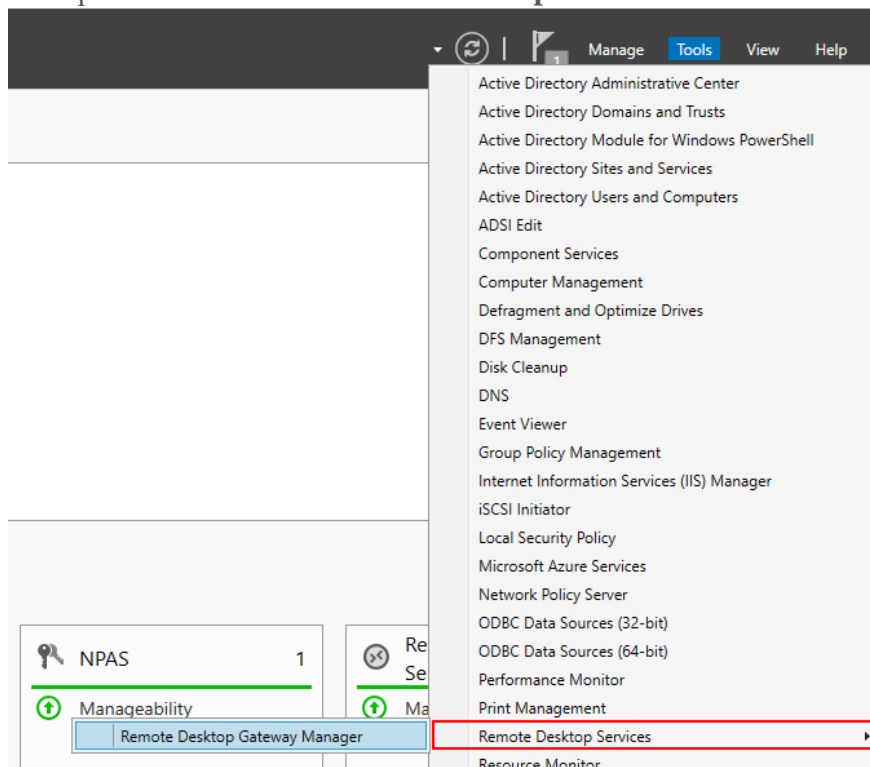 1
Manage Tools View Help
Active Directory Administrative Center
Active Directory Domains and Trusts
Active Directory Module for Windows PowerShell
Active Directory Sites and Services
Active Directory Users and Computers
ADSI Edit
Component Services
Computer Management
Defragment and Optimize Drives
DFS Management
Disk Cleanup
DNS
Event Viewer
Group Policy Management
Internet Information Services (IIS) Manager
iSCSI Initiator
Local Security Policy
Microsoft Azure Services
Network Policy Server
ODBC Data Sources (32-bit)
ODBC Data Sources (64-bit)
Performance Monitor
Print Management
Remote Desktop Services
Resource Monitor
NPAS 1
Manageability
Re
Se
Ma
Remote Desktop Gateway Manager